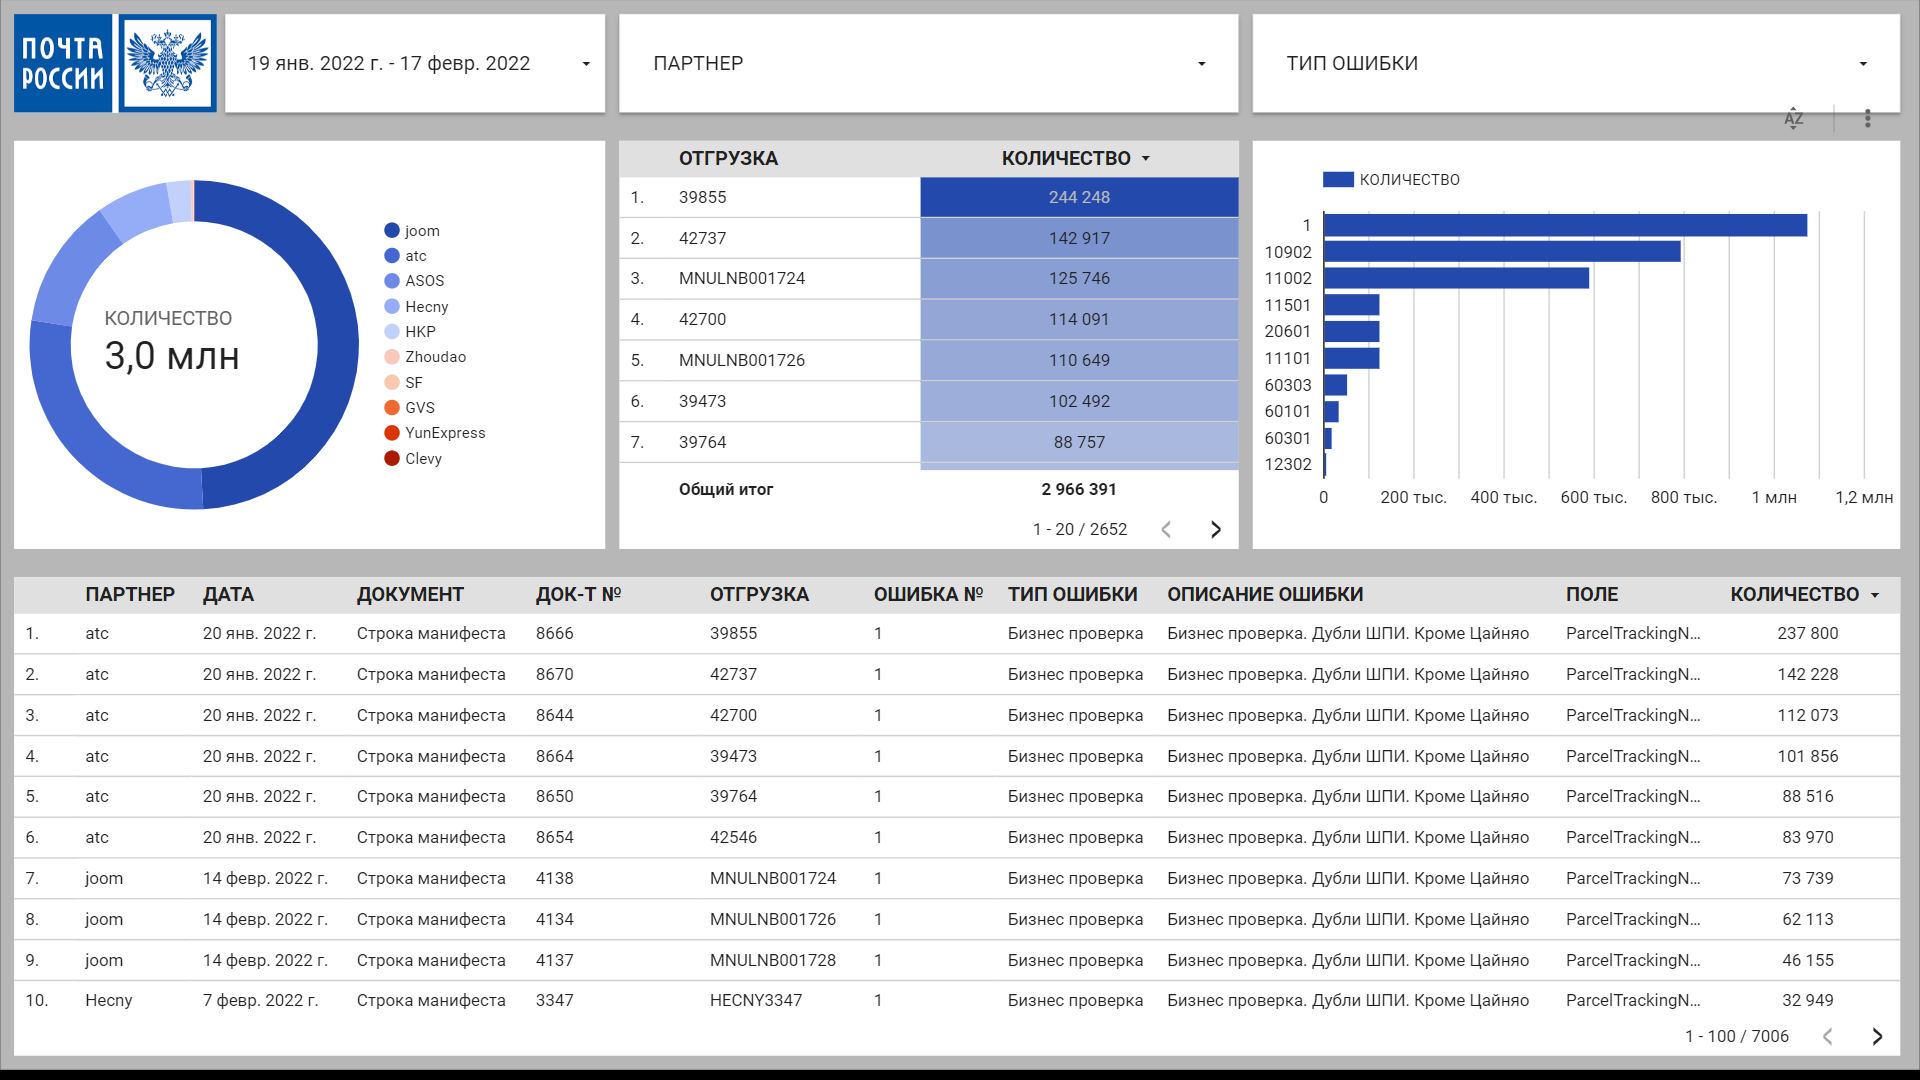 ПОЧТА
РОССИИ
19 янв. 2022 г. - 17 февр. 2022
ПАРТНЕР
ТИП ОШИБКИ
AZ
КОЛИЧЕСТВО
3,0 млн
joom
atc
ASOS
Hecny
HKP
Zhoudao
SF
GVS
YunExpress
Clevy
ОТГРУЗКА КОЛИЧЕСТВО
1. 39855 244 248
2. 42737 142 917
3. MNULNB001724 125 746
4. 42700 114 091
5. MNULNB001726 110 649
6. 39473 102 492
7. 39764 88 757
Общий итог 2 966 391
1 - 20 / 2652
КОЛИЧЕСТВО
1
10902
11002
11501
20601
11101
60303
60101
60301
12302
0 200 тыс. 400 тыс. 600 тыс. 800 тыс. 1 млн 1,2 млн
ПАРТНЕР ДАТА ДОКУМЕНТ ДОК-Т № ОТГРУЗКА ОШИБКА № ТИП ОШИБКИ ОПИСАНИЕ ОШИБКИ ПОЛЕ КОЛИЧЕСТВО
1. atc 20 янв. 2022 г. Строка манифеста 8666 39855 1 Бизнес проверка Бизнес проверка. Дубли ШПИ. Кроме Цайняо ParcelTrackingN... 237 800
2. atc 20 янв. 2022 г. Строка манифеста 8670 42737 1 Бизнес проверка Бизнес проверка. Дубли ШПИ. Кроме Цайняо ParcelTrackingN... 142 228
3. atc 20 янв. 2022 г. Строка манифеста 8644 42700 1 Бизнес проверка Бизнес проверка. Дубли ШПИ. Кроме Цайняо ParcelTrackingN... 112 073
4. atc 20 янв. 2022 г. Строка манифеста 8664 39473 1 Бизнес проверка Бизнес проверка. Дубли ШПИ. Кроме Цайняо ParcelTrackingN... 101 856
5. atc 20 янв. 2022 г. Строка манифеста 8650 39764 1 Бизнес проверка Бизнес проверка. Дубли ШПИ. Кроме Цайняо ParcelTrackingN... 88 516
6. atc 20 янв. 2022 г. Строка манифеста 8654 42546 1 Бизнес проверка Бизнес проверка. Дубли ШПИ. Кроме Цайняо ParcelTrackingN... 83 970
7. joom 14 февр. 2022 г. Строка манифеста 4138 MNULNB001724 1 Бизнес проверка Бизнес проверка. Дубли ШПИ. Кроме Цайняо ParcelTrackingN... 73 739
8. joom 14 февр. 2022 г. Строка манифеста 4134 MNULNB001726 1 Бизнес проверка Бизнес проверка. Дубли ШПИ. Кроме Цайняо ParcelTrackingN... 62 113
9. joom 14 февр. 2022 г. Строка манифеста 4137 MNULNB001728 1 Бизнес проверка Бизнес проверка. Дубли ШПИ. Кроме Цайняо ParcelTrackingN... 46 155
10. Hecny 7 февр. 2022 г. Строка манифеста 3347 HECNY3347 1 Бизнес проверка Бизнес проверка. Дубли ШПИ. Кроме Цайняо ParcelTrackingN... 32 949
1 - 100 / 7006